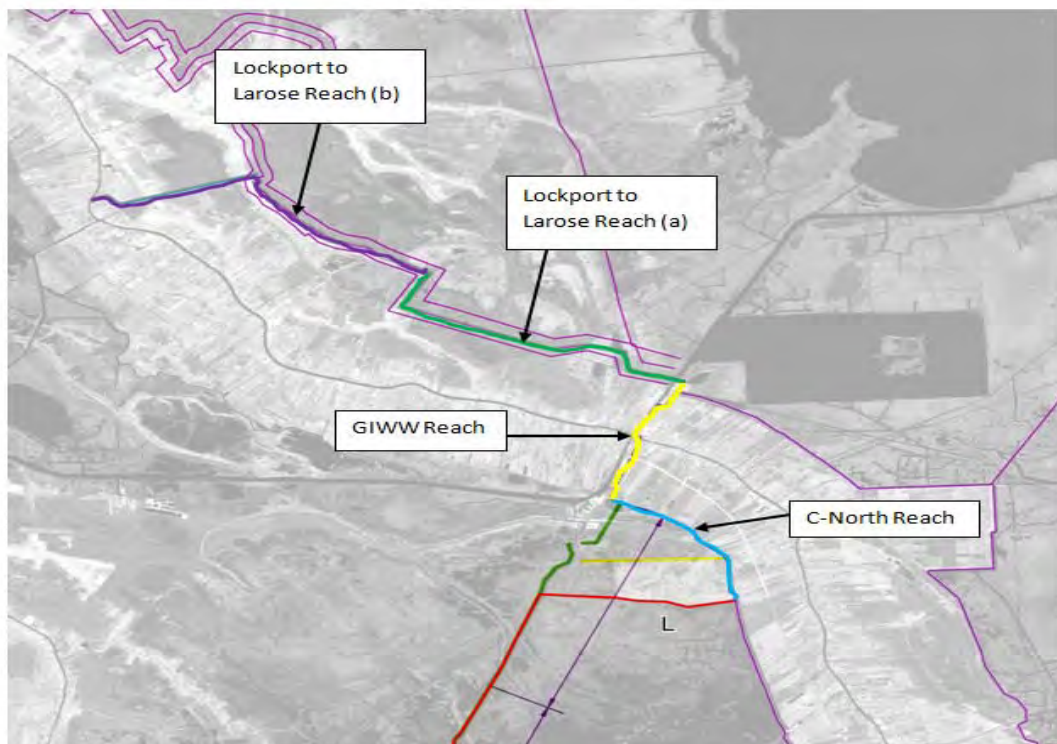 Lockport to
Larose Reach (b)
Lockport to
Larose Reach (a)
GIWW Reach
C-North Reach
L